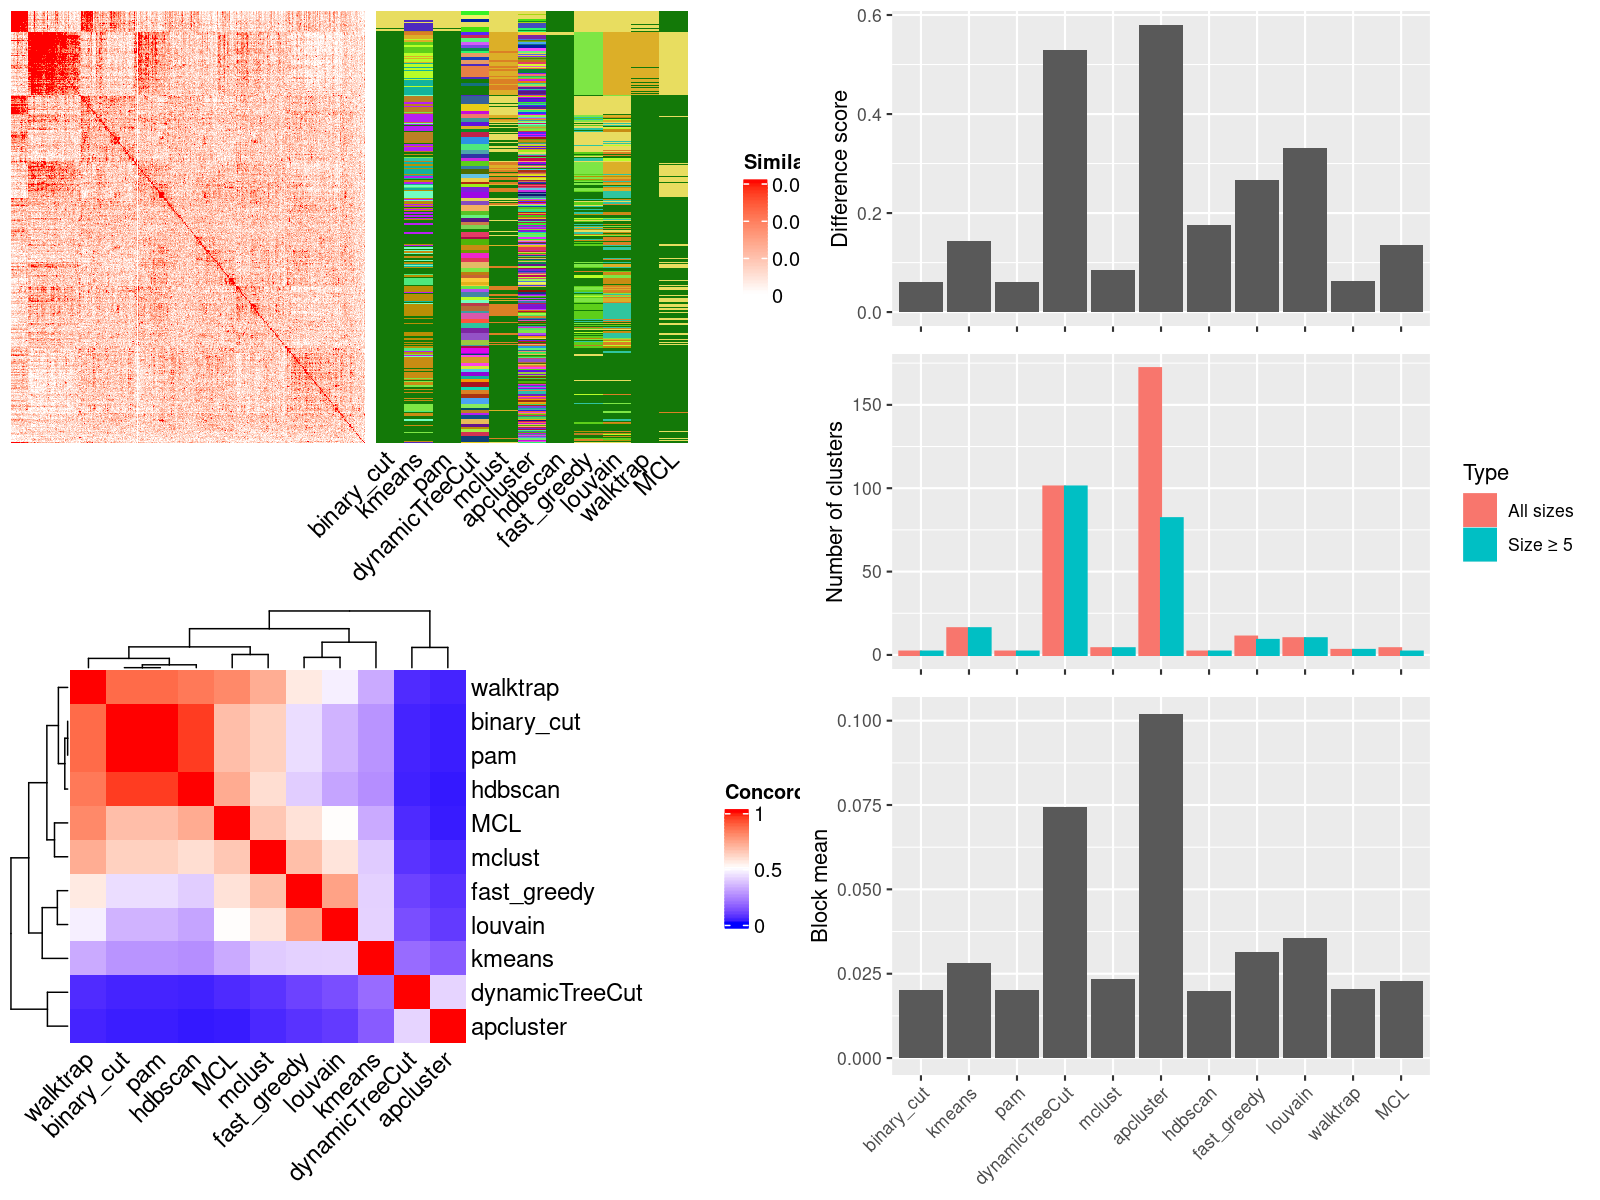 Simila
0.0
0.0
0.0
0
binary_cut
kmeans
pam
dynamicTreeCut
mclust
apcluster
hdbscan
fast_greedy
louvain
walktrap
MCL
walktrap
binary_cut
pam
hdbscan
MCL
mclust
fast_greedy
louvain
kmeans
dynamicTreeCut
apcluster
walktrap
binary_cut
pam
hdbscan
MCL
mclust
fast_greedy
louvain
kmeans
dynamicTreeCut
apcluster
Concord
1
0.5
0
Difference score
0.6
0.4
0.2
0.0
Number of clusters
150
100
50
0
Type
All sizes
Size ≥ 5
Block mean
0.100
0.075
0.050
0.025
0.000
binary_cut
kmeans
pam
dynamicTreeCut
mclust
apcluster
hdbscan
fast_greedy
louvain
walktrap
MCL